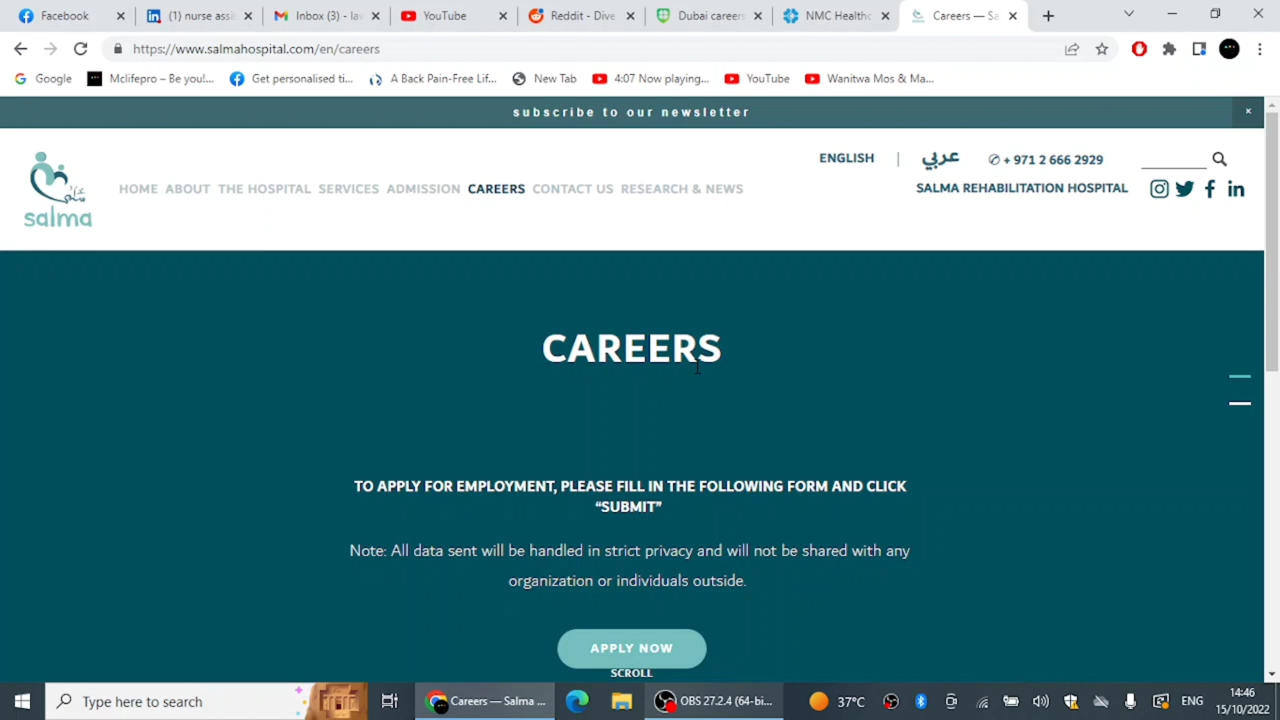 Facebook
(1) nurse assi
Inbox (3) - la
YouTube
Reddit - Dive
Dubai careers
NMC Healthc
Careers — Sa
https://www.salmahospital.com/en/careers
Google
Mclifepro – Be you!...
Get personalised ti...
A Back Pain-Free Lif...
New Tab
4:07 Now playing...
YouTube
Wanitwa Mos & Ma...
subscribe to our newsletter
ENGLISH | عربي ✆ + 971 2 666 2929
HOME ABOUT THE HOSPITAL SERVICES ADMISSION CAREERS CONTACT US RESEARCH & NEWS
SALMA REHABILITATION HOSPITAL
salma
CAREERS
TO APPLY FOR EMPLOYMENT, PLEASE FILL IN THE FOLLOWING FORM AND CLICK
“SUBMIT”
Note: All data sent will be handled in strict privacy and will not be shared with any
organization or individuals outside.
APPLY NOW
SCROLL
Type here to search
Careers — Salma ...
OBS 27.2.4 (64-bi...
37°C
ENG
14:46
15/10/2022